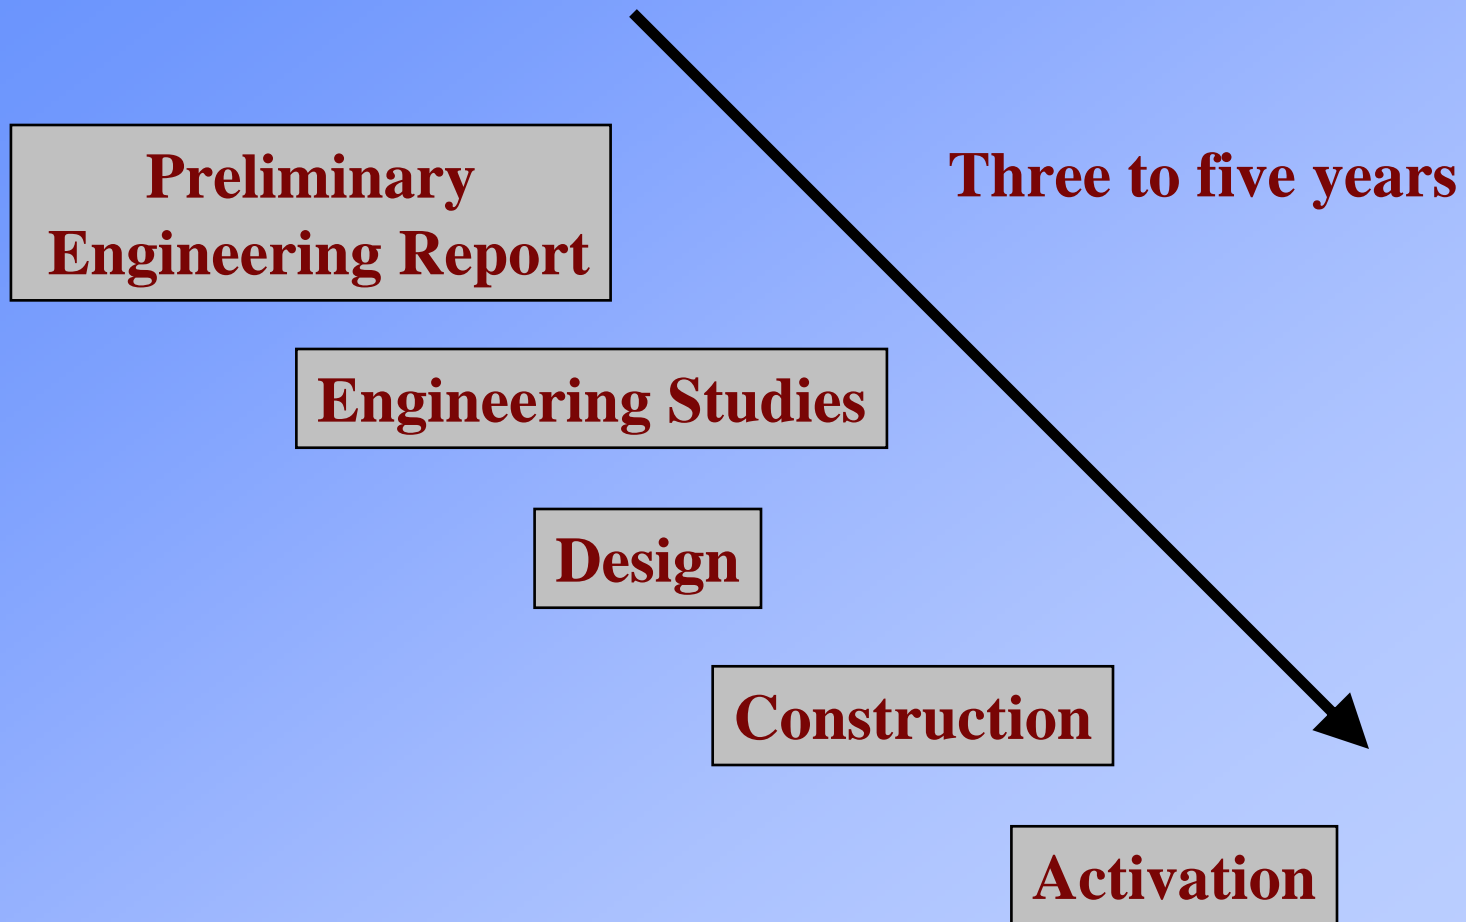 Preliminary
Engineering Report
Three to five years
Engineering Studies
Design
Construction
Activation